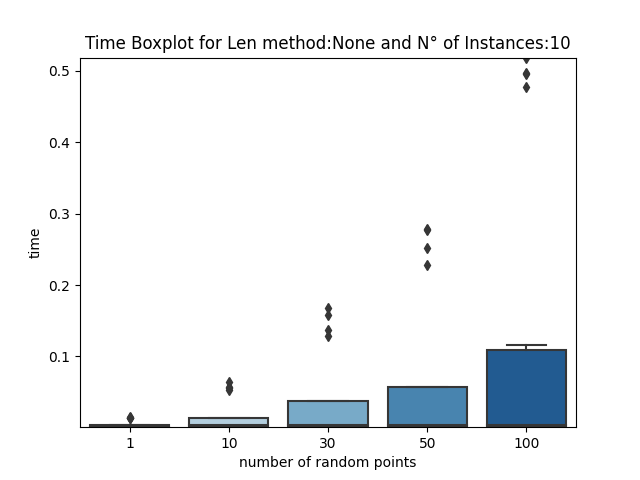 Time Boxplot for Len method:None and N° of Instances:10
0.5
0.4
0.3
0.2
0.1
time
1 10 30 50 100
number of random points